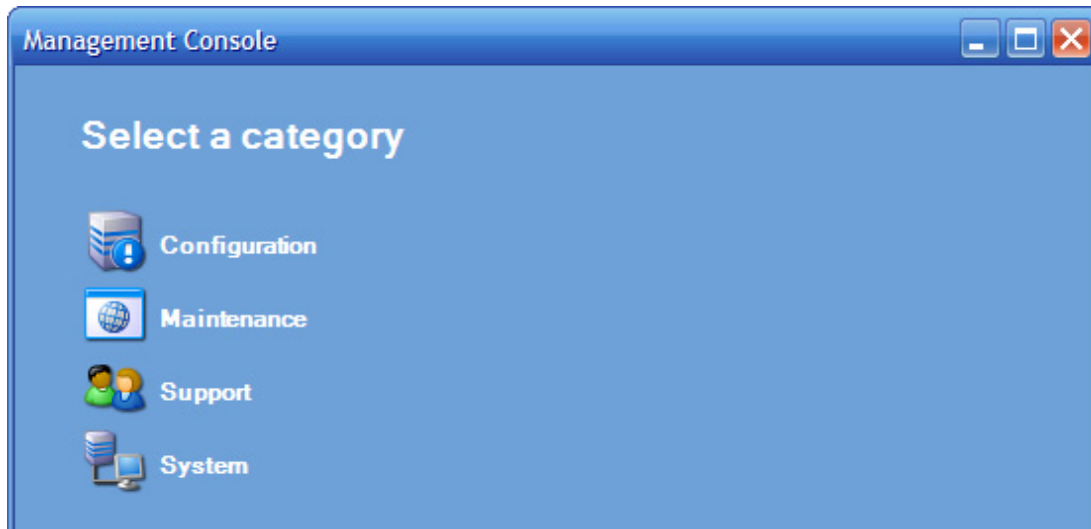 Management Console
Select a category
Configuration
Maintenance
Support
System